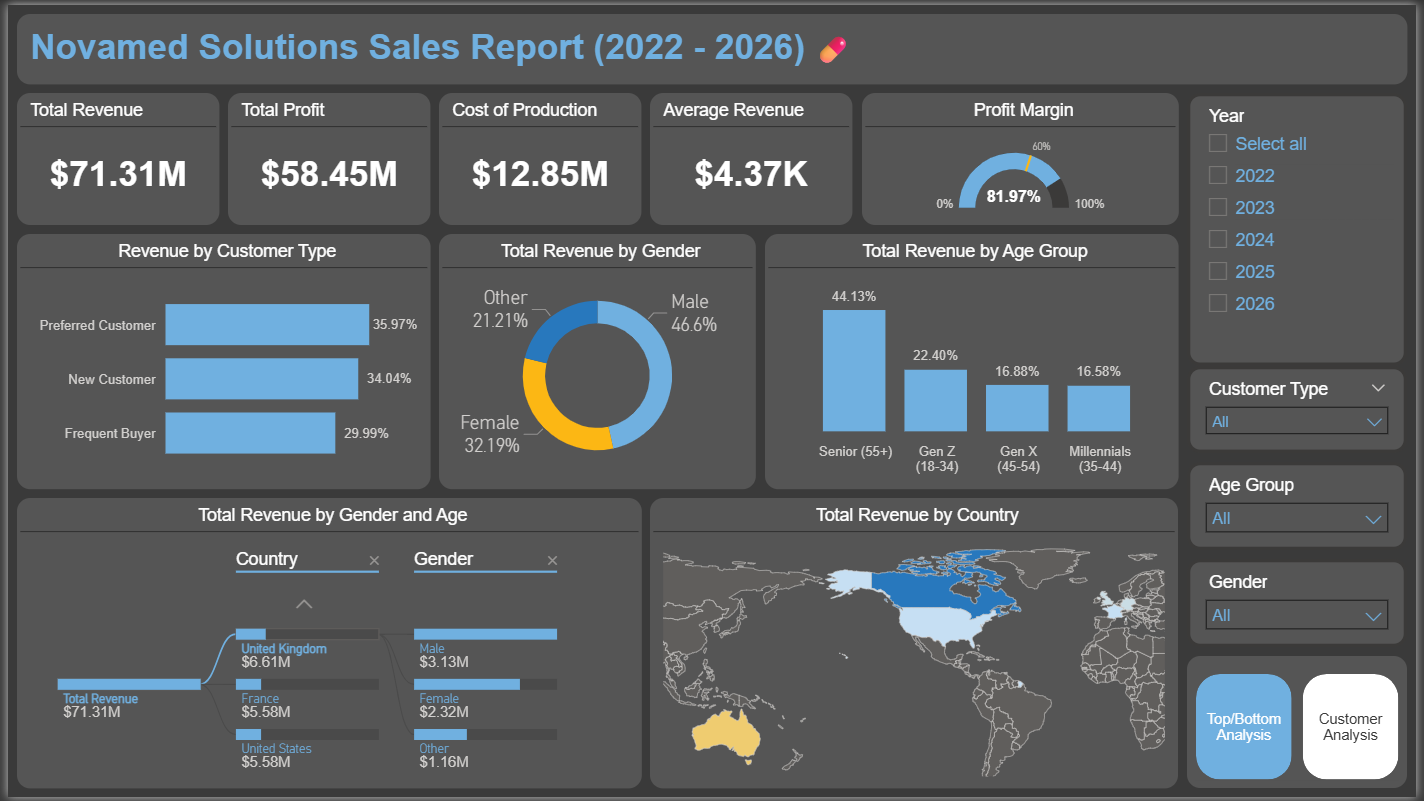 Novamed Solutions Sales Report (2022 - 2026)
Total Revenue
$71.31M
Total Profit
$58.45M
Cost of Production
$12.85M
Average Revenue
$4.37K
Profit Margin
60%
81.97%
0%
100%
Year
Select all
2022
2023
2024
2025
2026
Revenue by Customer Type
Preferred Customer
35.97%
New Customer
34.04%
Frequent Buyer
29.99%
Total Revenue by Gender
Other
21.21%
Male
46.6%
Female
32.19%
Total Revenue by Age Group
44.13%
22.40%
16.88%
16.58%
Senior (55+)
Gen Z
(18-34)
Gen X
(45-54)
Millennials
(35-44)
Customer Type
All
Age Group
All
Gender
All
Total Revenue by Gender and Age
Country
Gender
Total Revenue
$71.31M
United Kingdom
$6.61M
France
$5.58M
United States
$5.58M
Male
$3.13M
Female
$2.32M
Other
$1.16M
Total Revenue by Country
Top/Bottom
Analysis
Customer
Analysis